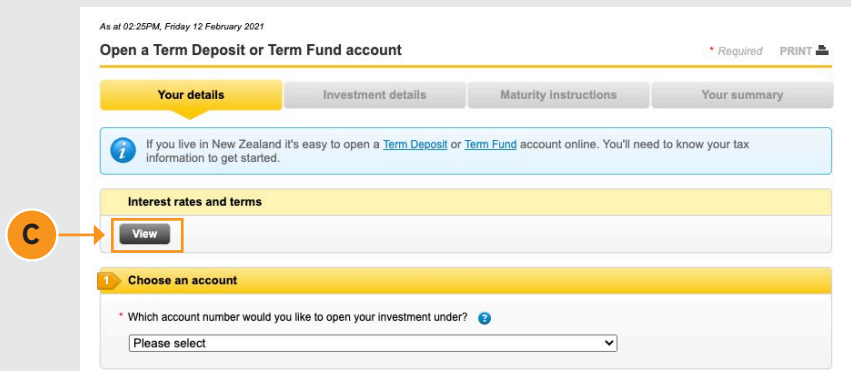 As at 02:25PM, Friday 12 February 2021
Open a Term Deposit or Term Fund account
* Required PRINT
Your details Investment details Maturity instructions Your summary
If you live in New Zealand it's easy to open a Term Deposit or Term Fund account online. You'll need to know your tax
information to get started.
Interest rates and terms
C
View
1 Choose an account
* Which account number would you like to open your investment under? ?
Please select